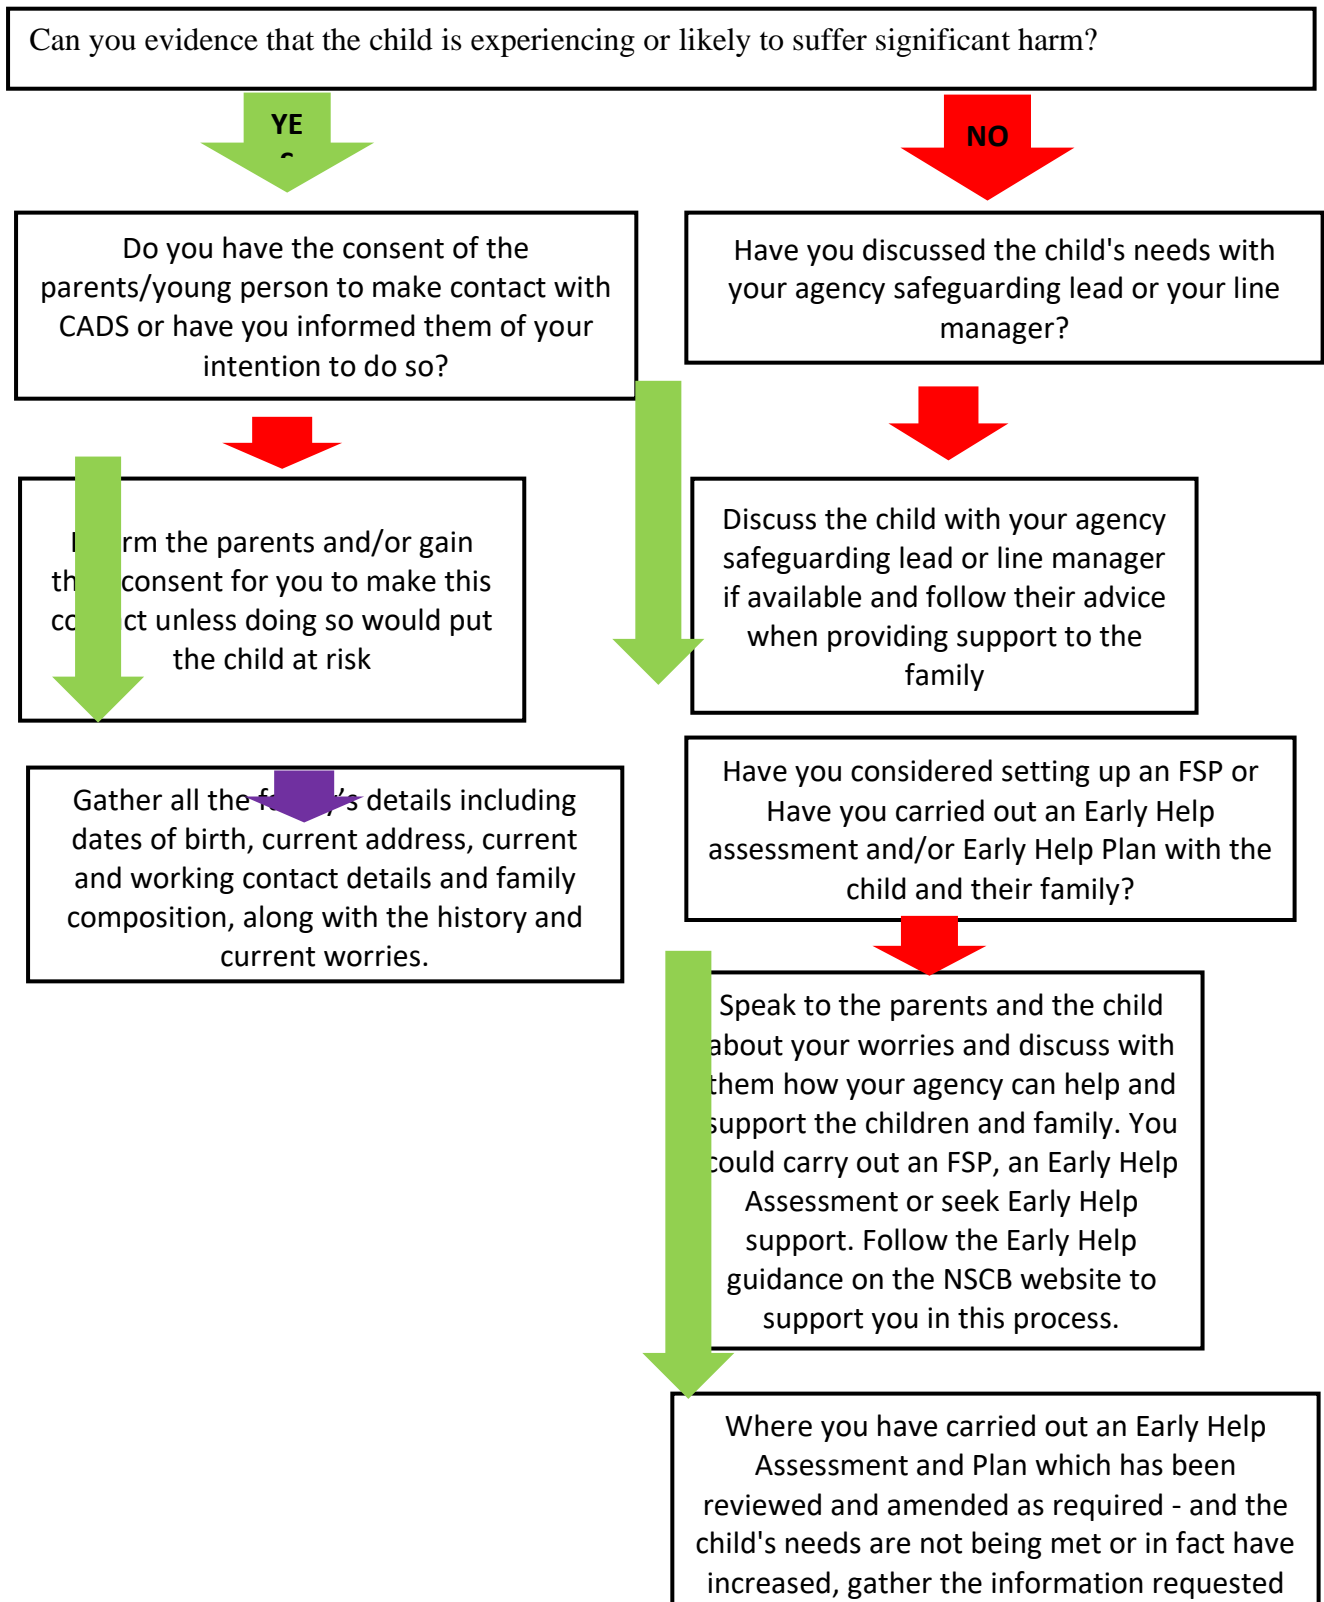 Can you evidence that the child is experiencing or likely to suffer significant harm?
YE
NO
Do you have the consent of the
parents/young person to make contact with
CADS or have you informed them of your
intention to do so?
Have you discussed the child's needs with
your agency safeguarding lead or your line
manager?
rm the parents and/or gain
consent for you to make this
unless doing so would put
the child at risk
Discuss the child with your agency
safeguarding lead or line manager
if available and follow their advice
when providing support to the
family
Gather all the details including
dates of birth, current address, current
and working contact details and family
composition, along with the history and
current worries.
Have you considered setting up an FSP or
Have you carried out an Early Help
assessment and/or Early Help Plan with the
child and their family?
Speak to the parents and the child
about your worries and discuss with
them how your agency can help and
support the children and family. You
could carry out an FSP, an Early Help
Assessment or seek Early Help
support. Follow the Early Help
guidance on the NSCB website to
support you in this process.
Where you have carried out an Early Help
Assessment and Plan which has been
reviewed and amended as required - and the
child's needs are not being met or in fact have
increased, gather the information requested